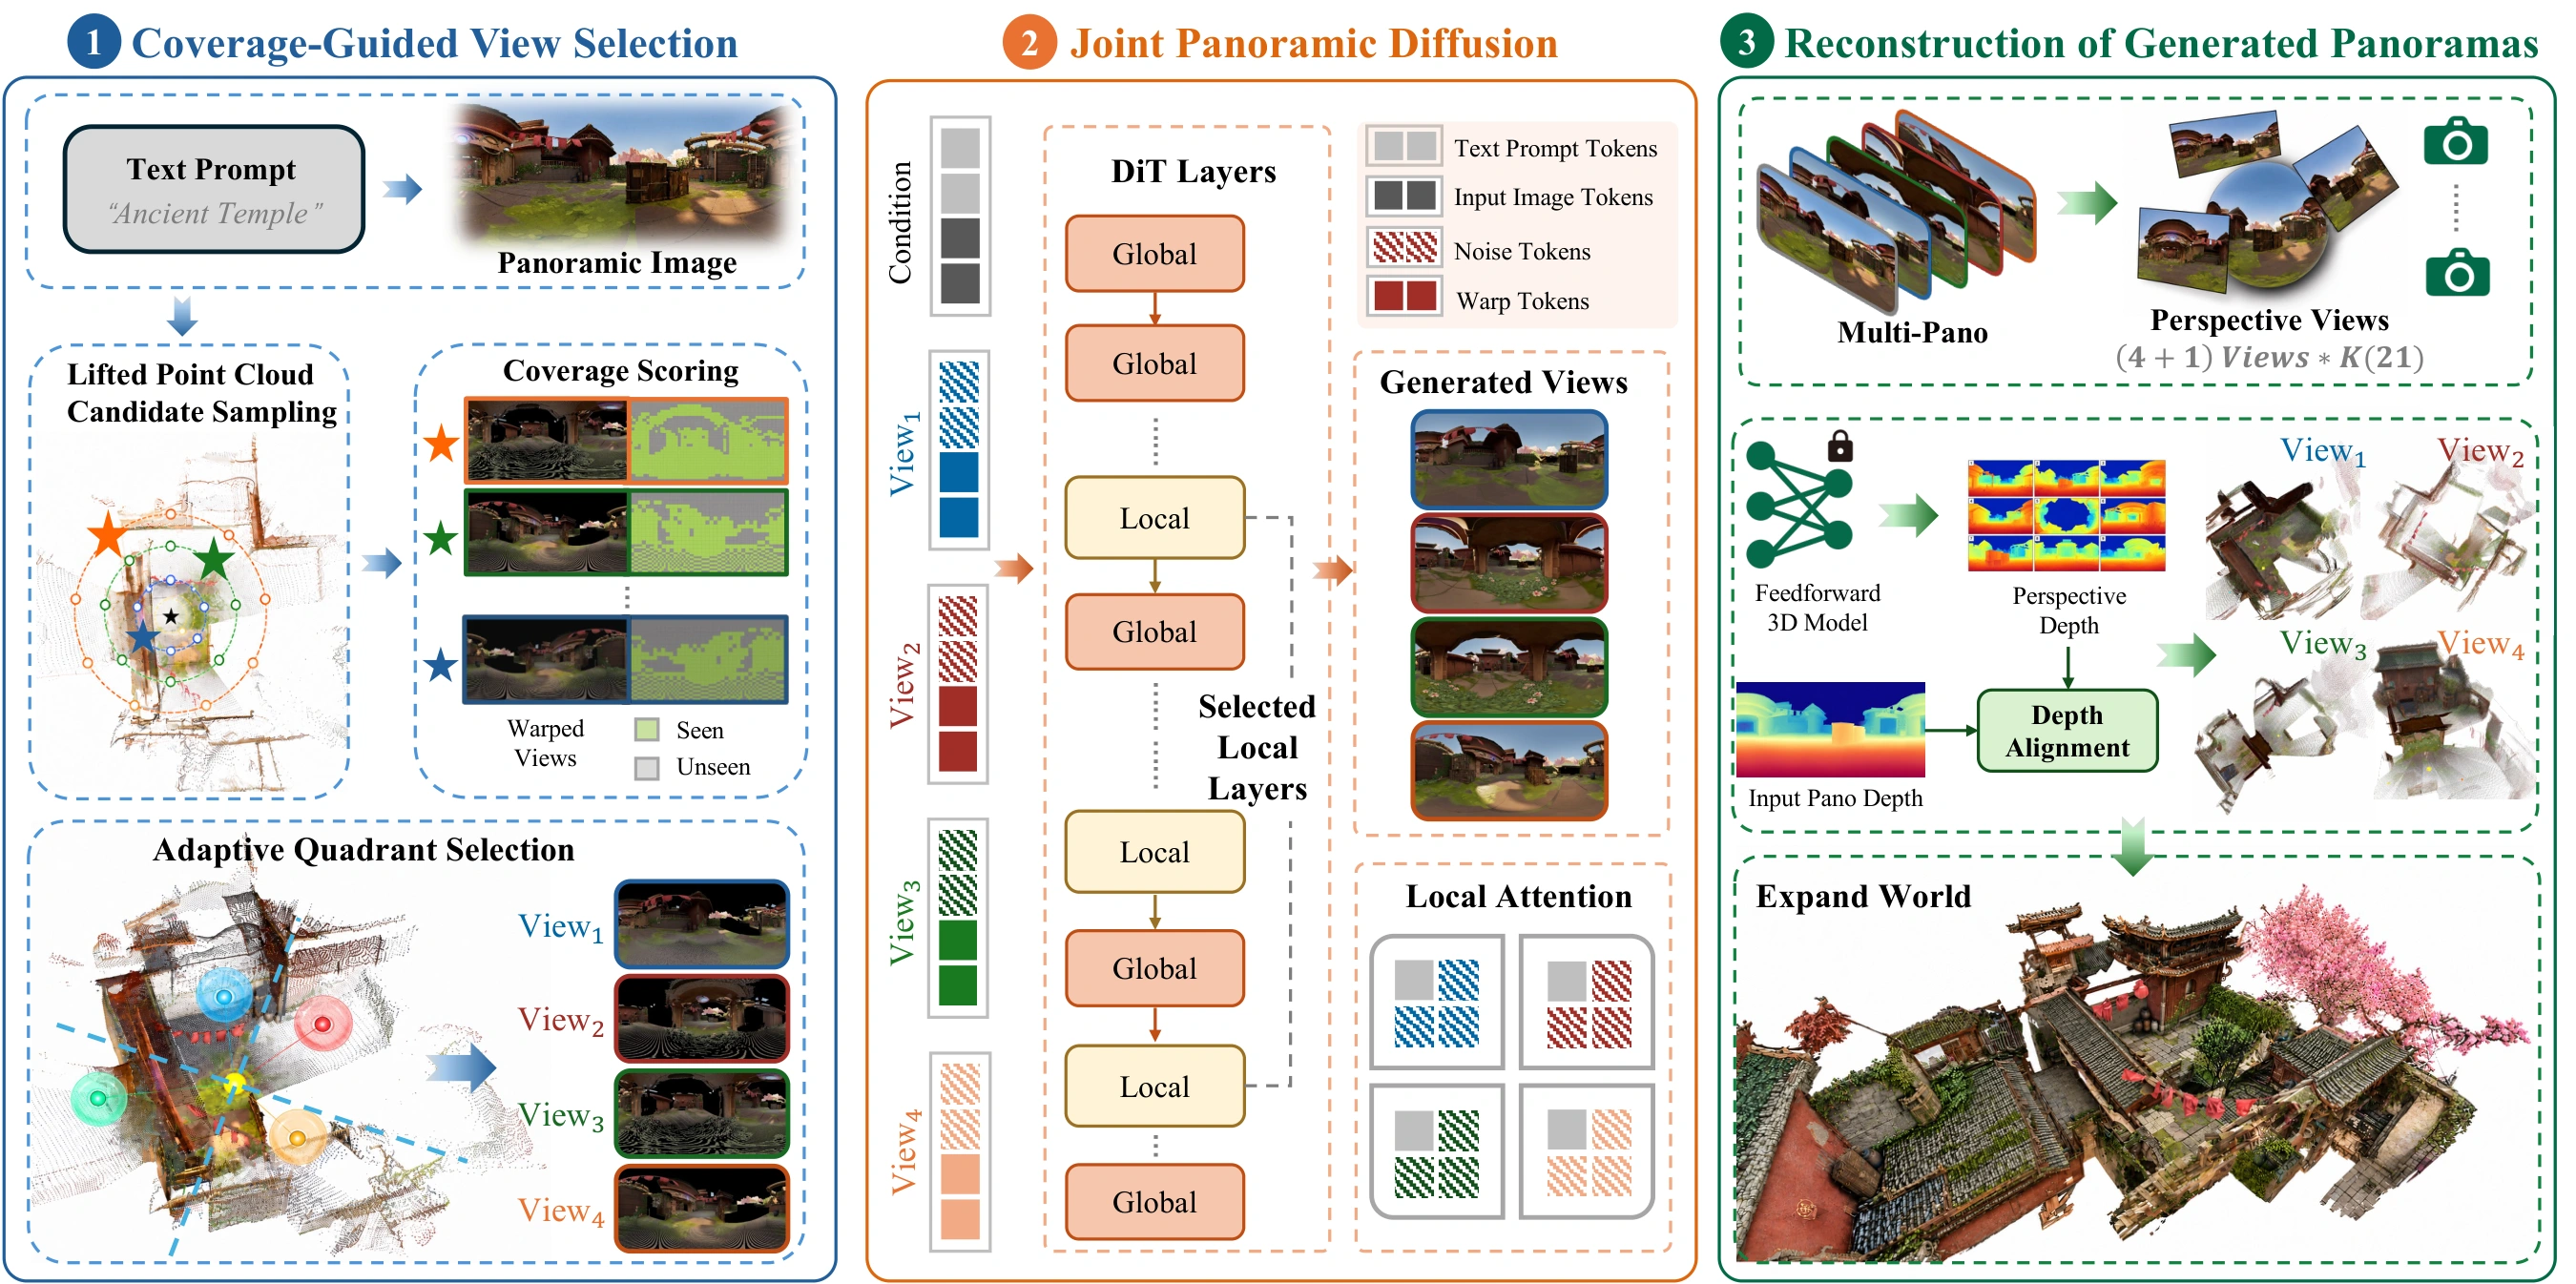 1 Coverage-Guided View Selection
Text Prompt
“Ancient Temple”
Panoramic Image
Lifted Point Cloud
Candidate Sampling
Coverage Scoring
Warped
Views
Seen
Unseen
Adaptive Quadrant Selection
View1
View2
View3
View4
2 Joint Panoramic Diffusion
Condition
View1
View2
View3
View4
DiT Layers
Global
Global
Local
Global
Local
Global
Local
Global
Selected
Local
Layers
Text Prompt Tokens
Input Image Tokens
Noise Tokens
Warp Tokens
Generated Views
Local Attention
3 Reconstruction of Generated Panoramas
Multi-Pano
Perspective Views
(4 + 1) Views * K(21)
Feedforward
3D Model
Perspective
Depth
Input Pano Depth
Depth
Alignment
View1
View2
View3
View4
Expand World